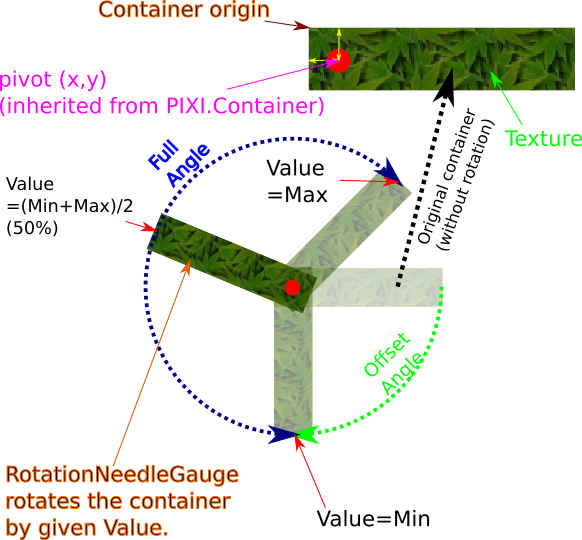 Container origin
pivot (x,y)
(inherited from PIXI.Container)
Texture
Full
Angle
Value
=Max
Original container
(without rotation)
Value
=(Min+Max)/2
(50%)
Offset
Angle
RotationNeedleGauge
rotates the container
by given Value.
Value=Min